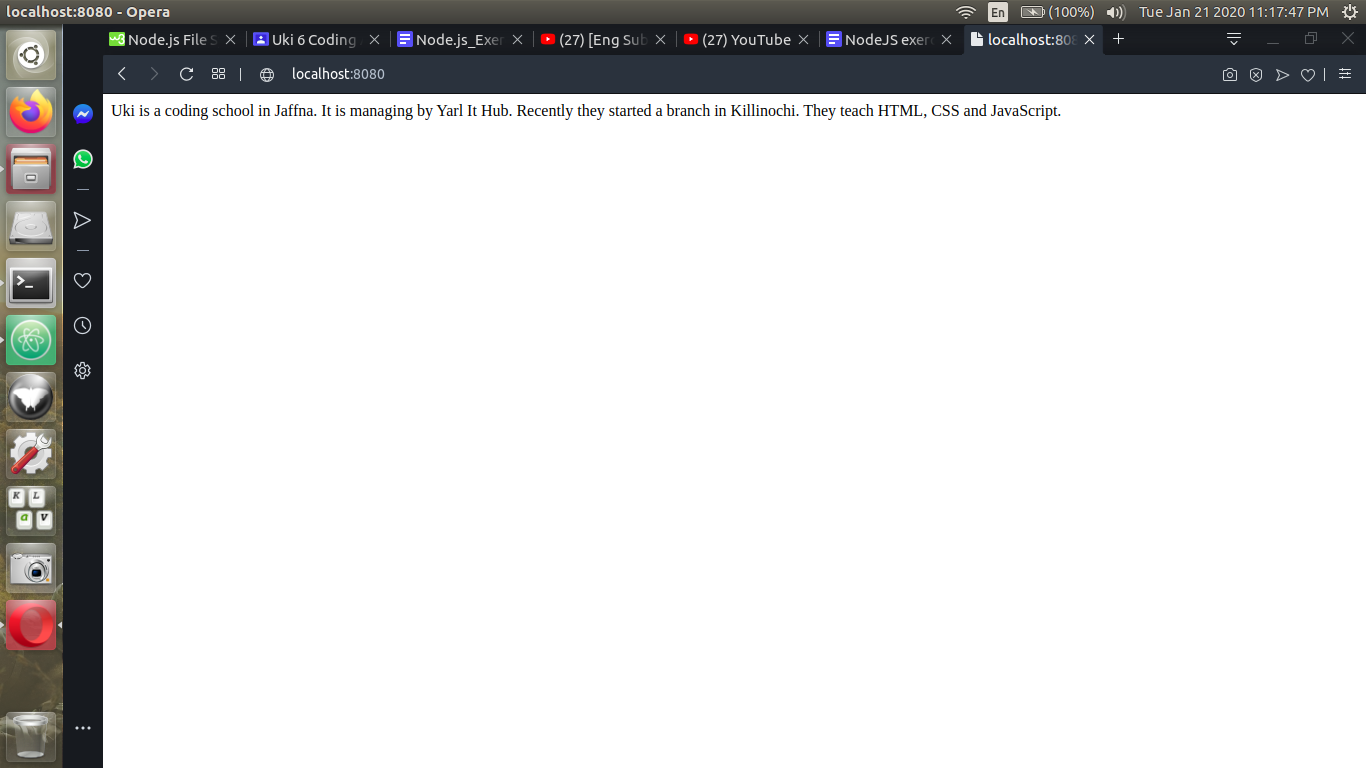 localhost:8080 - Opera
En
(100%)
Tue Jan 21 2020 11:17:47 PM
Node.js File S
Uki 6 Coding
Node.js_Exer
(27) [Eng Sub
(27) YouTube
NodeJS exer
localhost:808
localhost:8080
Uki is a coding school in Jaffna. It is managing by Yarl It Hub. Recently they started a branch in Killinochi. They teach HTML, CSS and JavaScript.
K L
a v